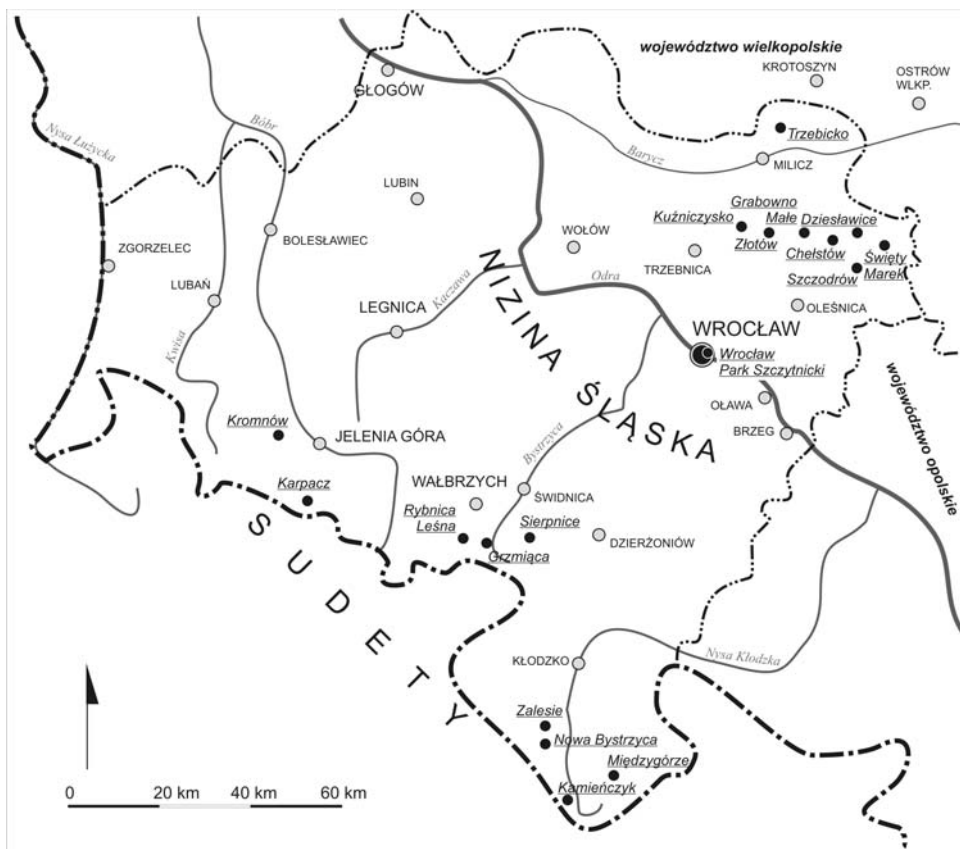 województwo wielkopolskie
KROTOSZYN
OSTRÓW
WLKP.
GŁOGÓW
Bóbr
Nysa Łużycka
Trzebicko
Barycz
MILICZ
LUBIN
Grabowno
Małe
Kuźniczysko
Dziesławice
Złotów
Chełstów
Święty
Marek
Szczodrów
ZGORZELEC
BOLESŁAWIEC
WOŁÓW
TRZEBNICA
LUBAŃ
Odra
Kaczawa
OLEŚNICA
LEGNICA
NIZINA ŚLĄSKA
WROCŁAW
Wrocław
Park Szczytnicki
Kwisa
województwo opolskie
OŁAWA
BRZEG
Kromnów
JELENIA GÓRA
Bystrzyca
Karpacz
WAŁBRZYCH
ŚWIDNICA
Rybnica
Leśna
Sierpnice
Grzmiąca
DZIERŻONIÓW
SUDETY
KŁODZKO
Nysa Kłodzka
Zalesie
Nowa Bystrzyca
Międzygórze
Kamieńczyk
0 20 km 40 km 60 km